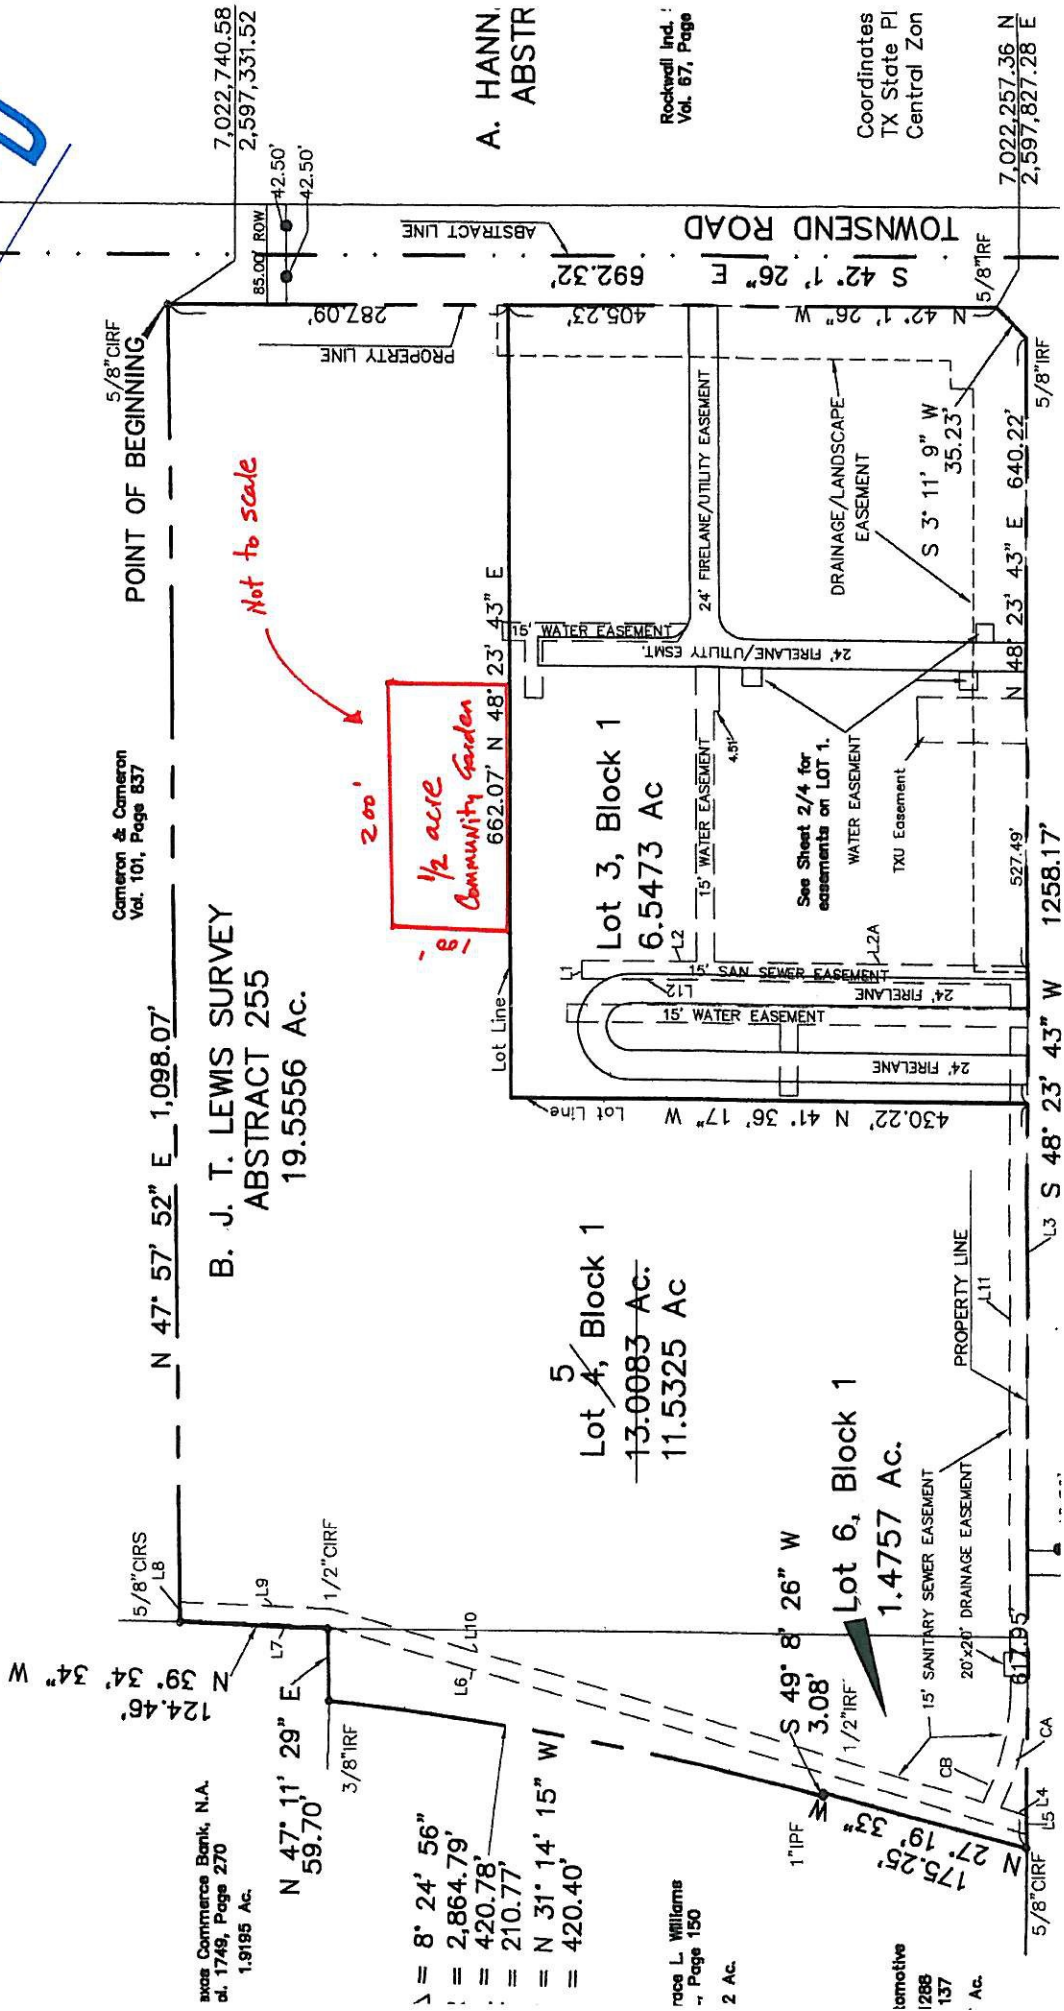 7,022,740.58
2,597,331.52
A. HANN.
ABSTR
Rockwall Ind.
Vol. 67, Page
Coordinates
TX State Pl
Central Zon
7,022,257.36 N
2,597,827.28 E
85.00' ROW
42.50'
42.50'
ABSTRACT LINE
TOWNSEND ROAD
S 42° 1' 26" E
692.32'
5/8"CIRF
POINT OF BEGINNING
287.09'
PROPERTY LINE
405.23'
N 42° 1' 26" W
5/8"IRF
5/8"IRF
S 3° 11' 9" W
35.23'
DRAINAGE/LANDSCAPE
EASEMENT
24' FIRELANE/UTILITY EASEMENT
24' FIRELANE/UTILITY ESMT.
15' WATER EASEMENT
Not to scale
200'
1/2 acre
Community Garden
662.07' N 48° 23' 43" E
Cameron & Cameron
Vol. 101, Page 837
N 47° 57' 52" E 1,098.07'
B. J. T. LEWIS SURVEY
ABSTRACT 255
19.5556 Ac.
Lot 3, Block 1
6.5473 Ac
15' WATER EASEMENT
4.51'
See Sheet 2/4 for
easements on LOT 1.
WATER EASEMENT
TXU Easement
N 48° 23' 43" E 640.22'
527.49'
Lot Line
L1
L2
L2A
15' SAN SEWER EASEMENT
L12
24' FIRELANE
15' WATER EASEMENT
24' FIRELANE
Lot Line
430.22'
N 41° 36' 17" W
S 48° 23' 43" W 1258.17'
L3
5
Lot 4, Block 1
13.0083 Ac.
11.5325 Ac
PROPERTY LINE
L11
Lot 6, Block 1
1.4757 Ac.
15' SANITARY SEWER EASEMENT
20'x20' DRAINAGE EASEMENT
617.95'
5/8"CIRS
L8
L9
L7
1/2"CIRF
N 39° 34' 34" W
124.46'
N 47° 11' 29" E
59.70'
3/8"IRF
L6
L10
= 8° 24' 56"
= 2,864.79'
= 420.78'
= 210.77'
= N 31° 14' 15" W
= 420.40'
S 49° 8' 26" W
3.08'
1/2"IRF
1"IPF
N 27° 19' 33" W
175.25'
CB
CA
L4
L5
5/8"CIRF
exas Commerce Bank, N.A.
ol. 1749, Page 270
1.9195 Ac.
race L. Williams
Page 150
2 Ac.
tomotive
1288
137
Ac.